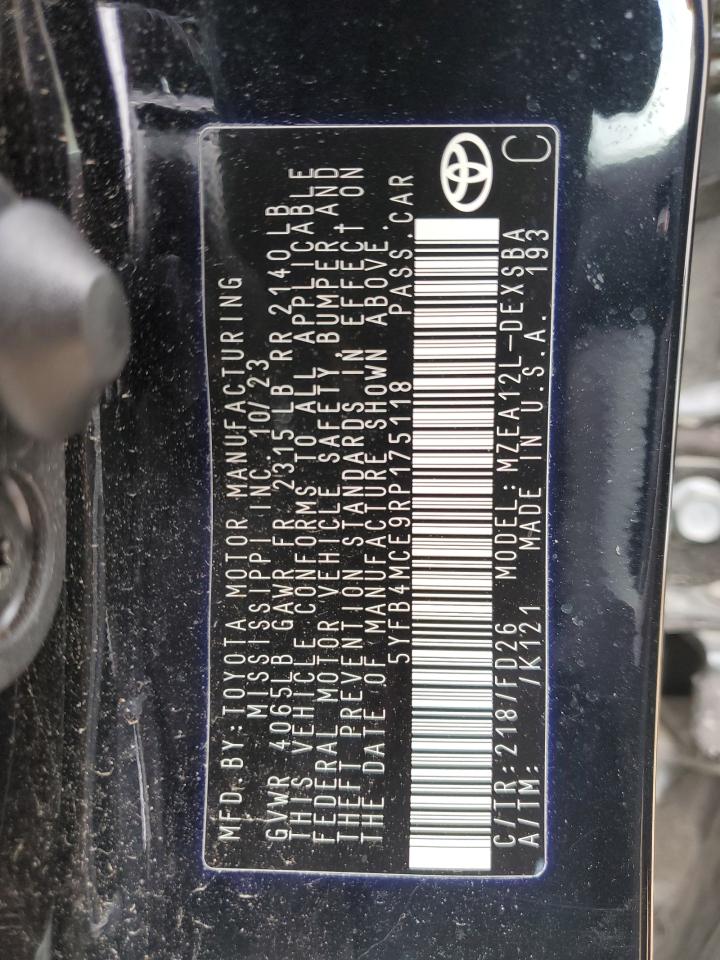 MFD.BY:TOYOTA MOTOR MANUFACTURING
MISSISSIPPI INC.10/23
GVWR 4065LB GAWR FR 2315 LB RR 2140LB
THIS VEHICLE CONFORMS TO ALL APPLICABLE
FEDERAL MOTOR VEHICLE SAFETY, BUMPER, AND
THEFT PREVENTION STANDARDS IN EFFECT ON
THE DATE OF MANUFACTURE SHOWN ABOVE.
5YFB4MCE9RP175118 PASS.CAR
C/TR:218/FD26 MODEL:MZEA12L-DEXSBA
A/TM: /K121 MADE IN U.S.A. 193
C